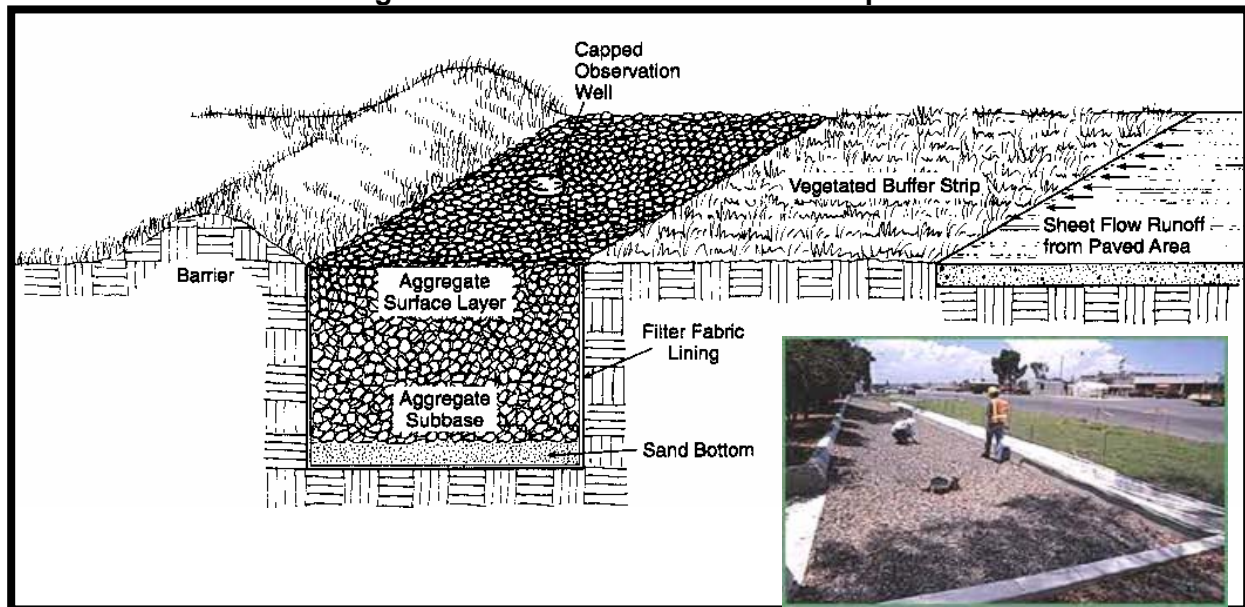 Capped
Observation
Well
Vegetated Buffer Strip
Sheet Flow Runoff
from Paved Area
Barrier
Aggregate
Surface Layer
Filter Fabric
Lining
Aggregate
Subbase
Sand Bottom